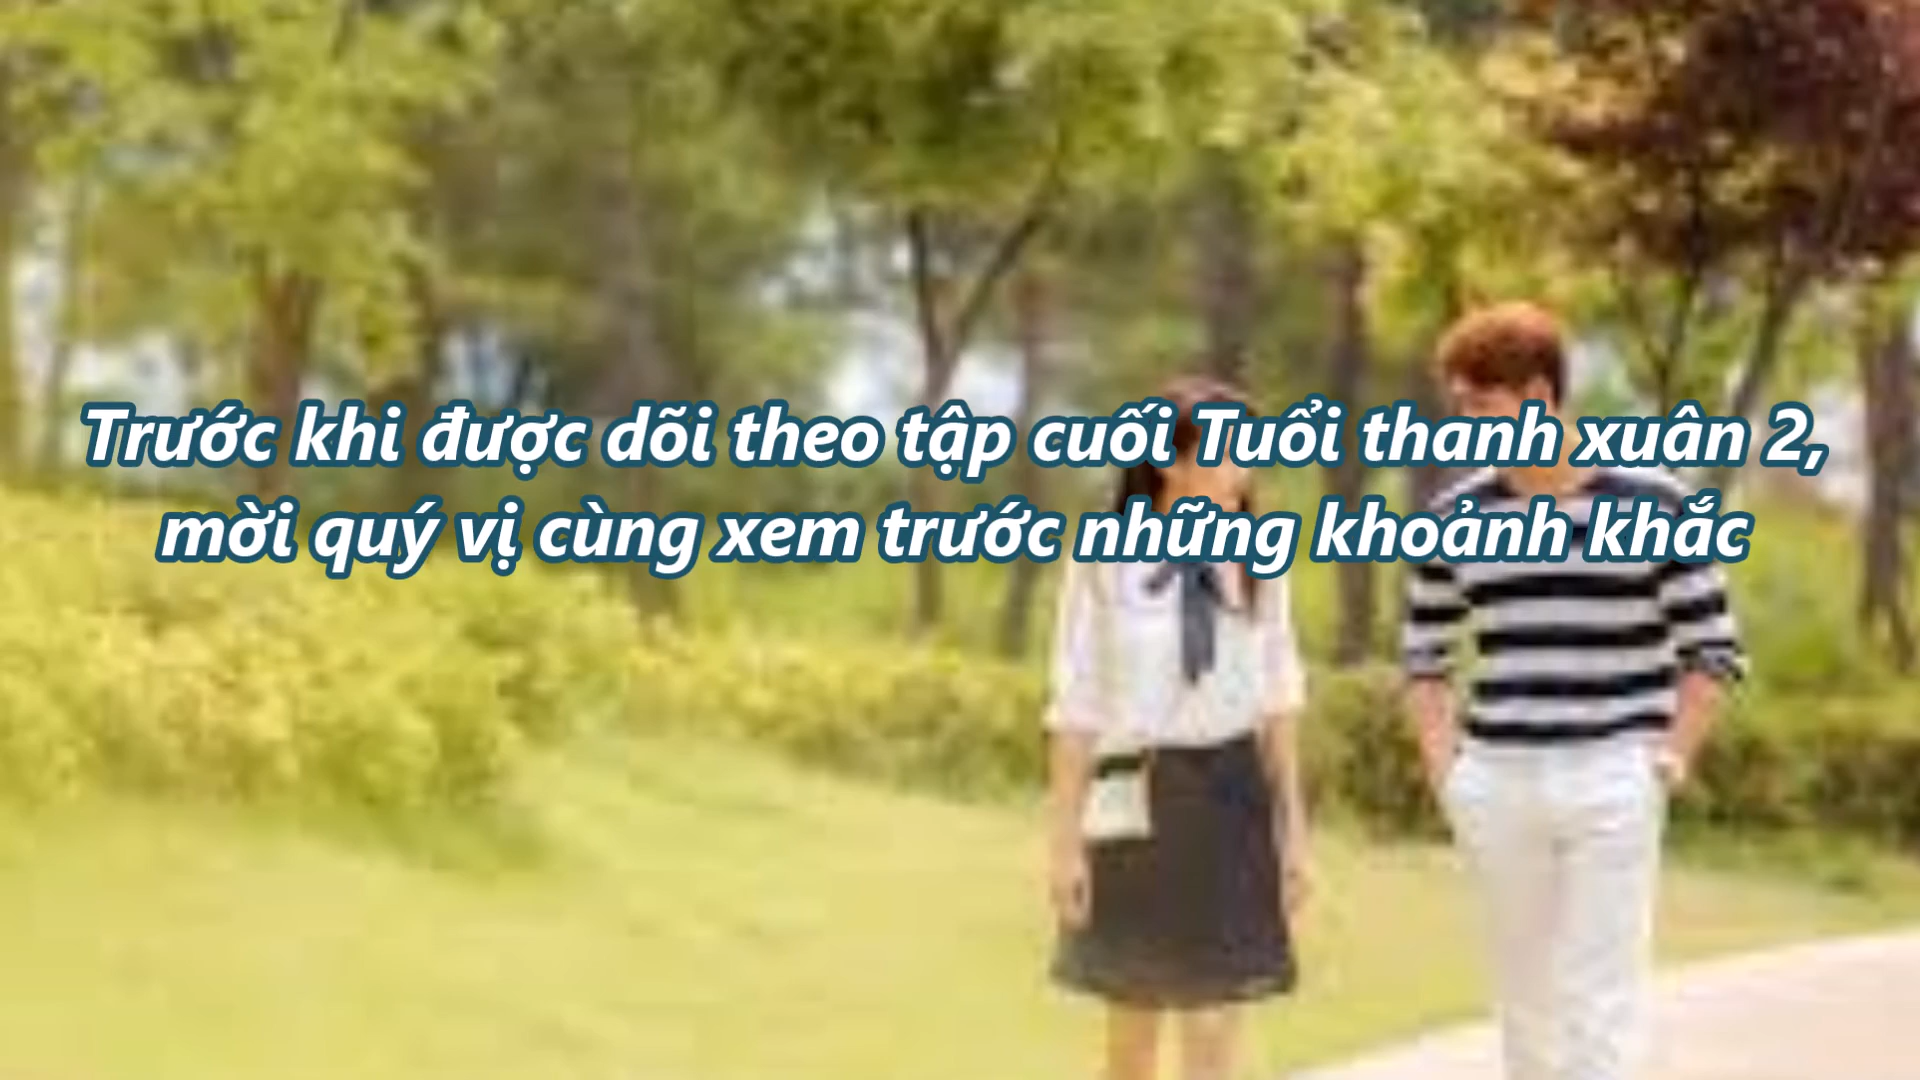 Trước khi được dõi theo tập cuối Tuổi thanh xuân 2,
mời quý vị cùng xem trước những khoảnh khắc